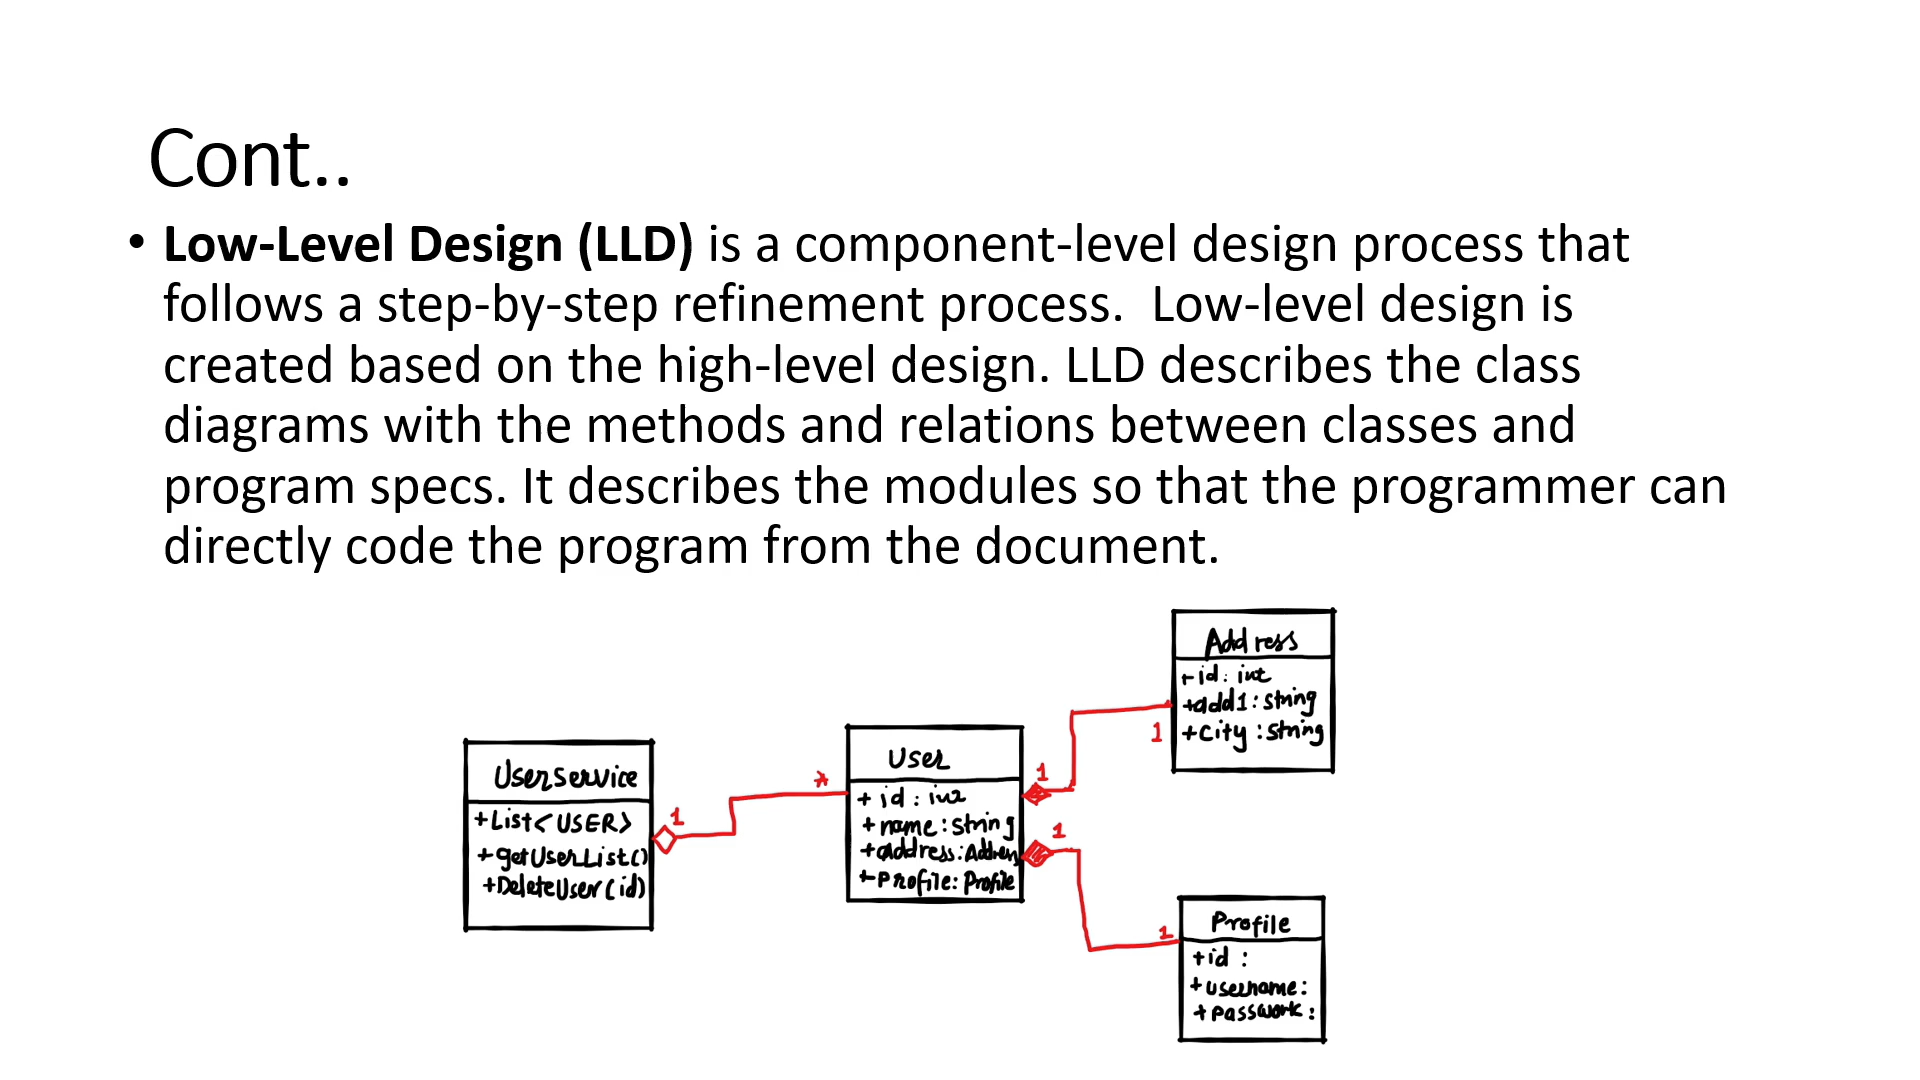 Cont..
• Low-Level Design (LLD) is a component-level design process that
follows a step-by-step refinement process.  Low-level design is
created based on the high-level design. LLD describes the class
diagrams with the methods and relations between classes and
program specs. It describes the modules so that the programmer can
directly code the program from the document.
Userservice
+List<USER>
+getUserList()
+DeleteUser(id)
1
*
User
+ id : int
+name : string
+address : Address
+Profile : Profile
1
1
Address
+id : int
+add1 : string
+City : string
1
1
Profile
+id :
+username :
+passwork :